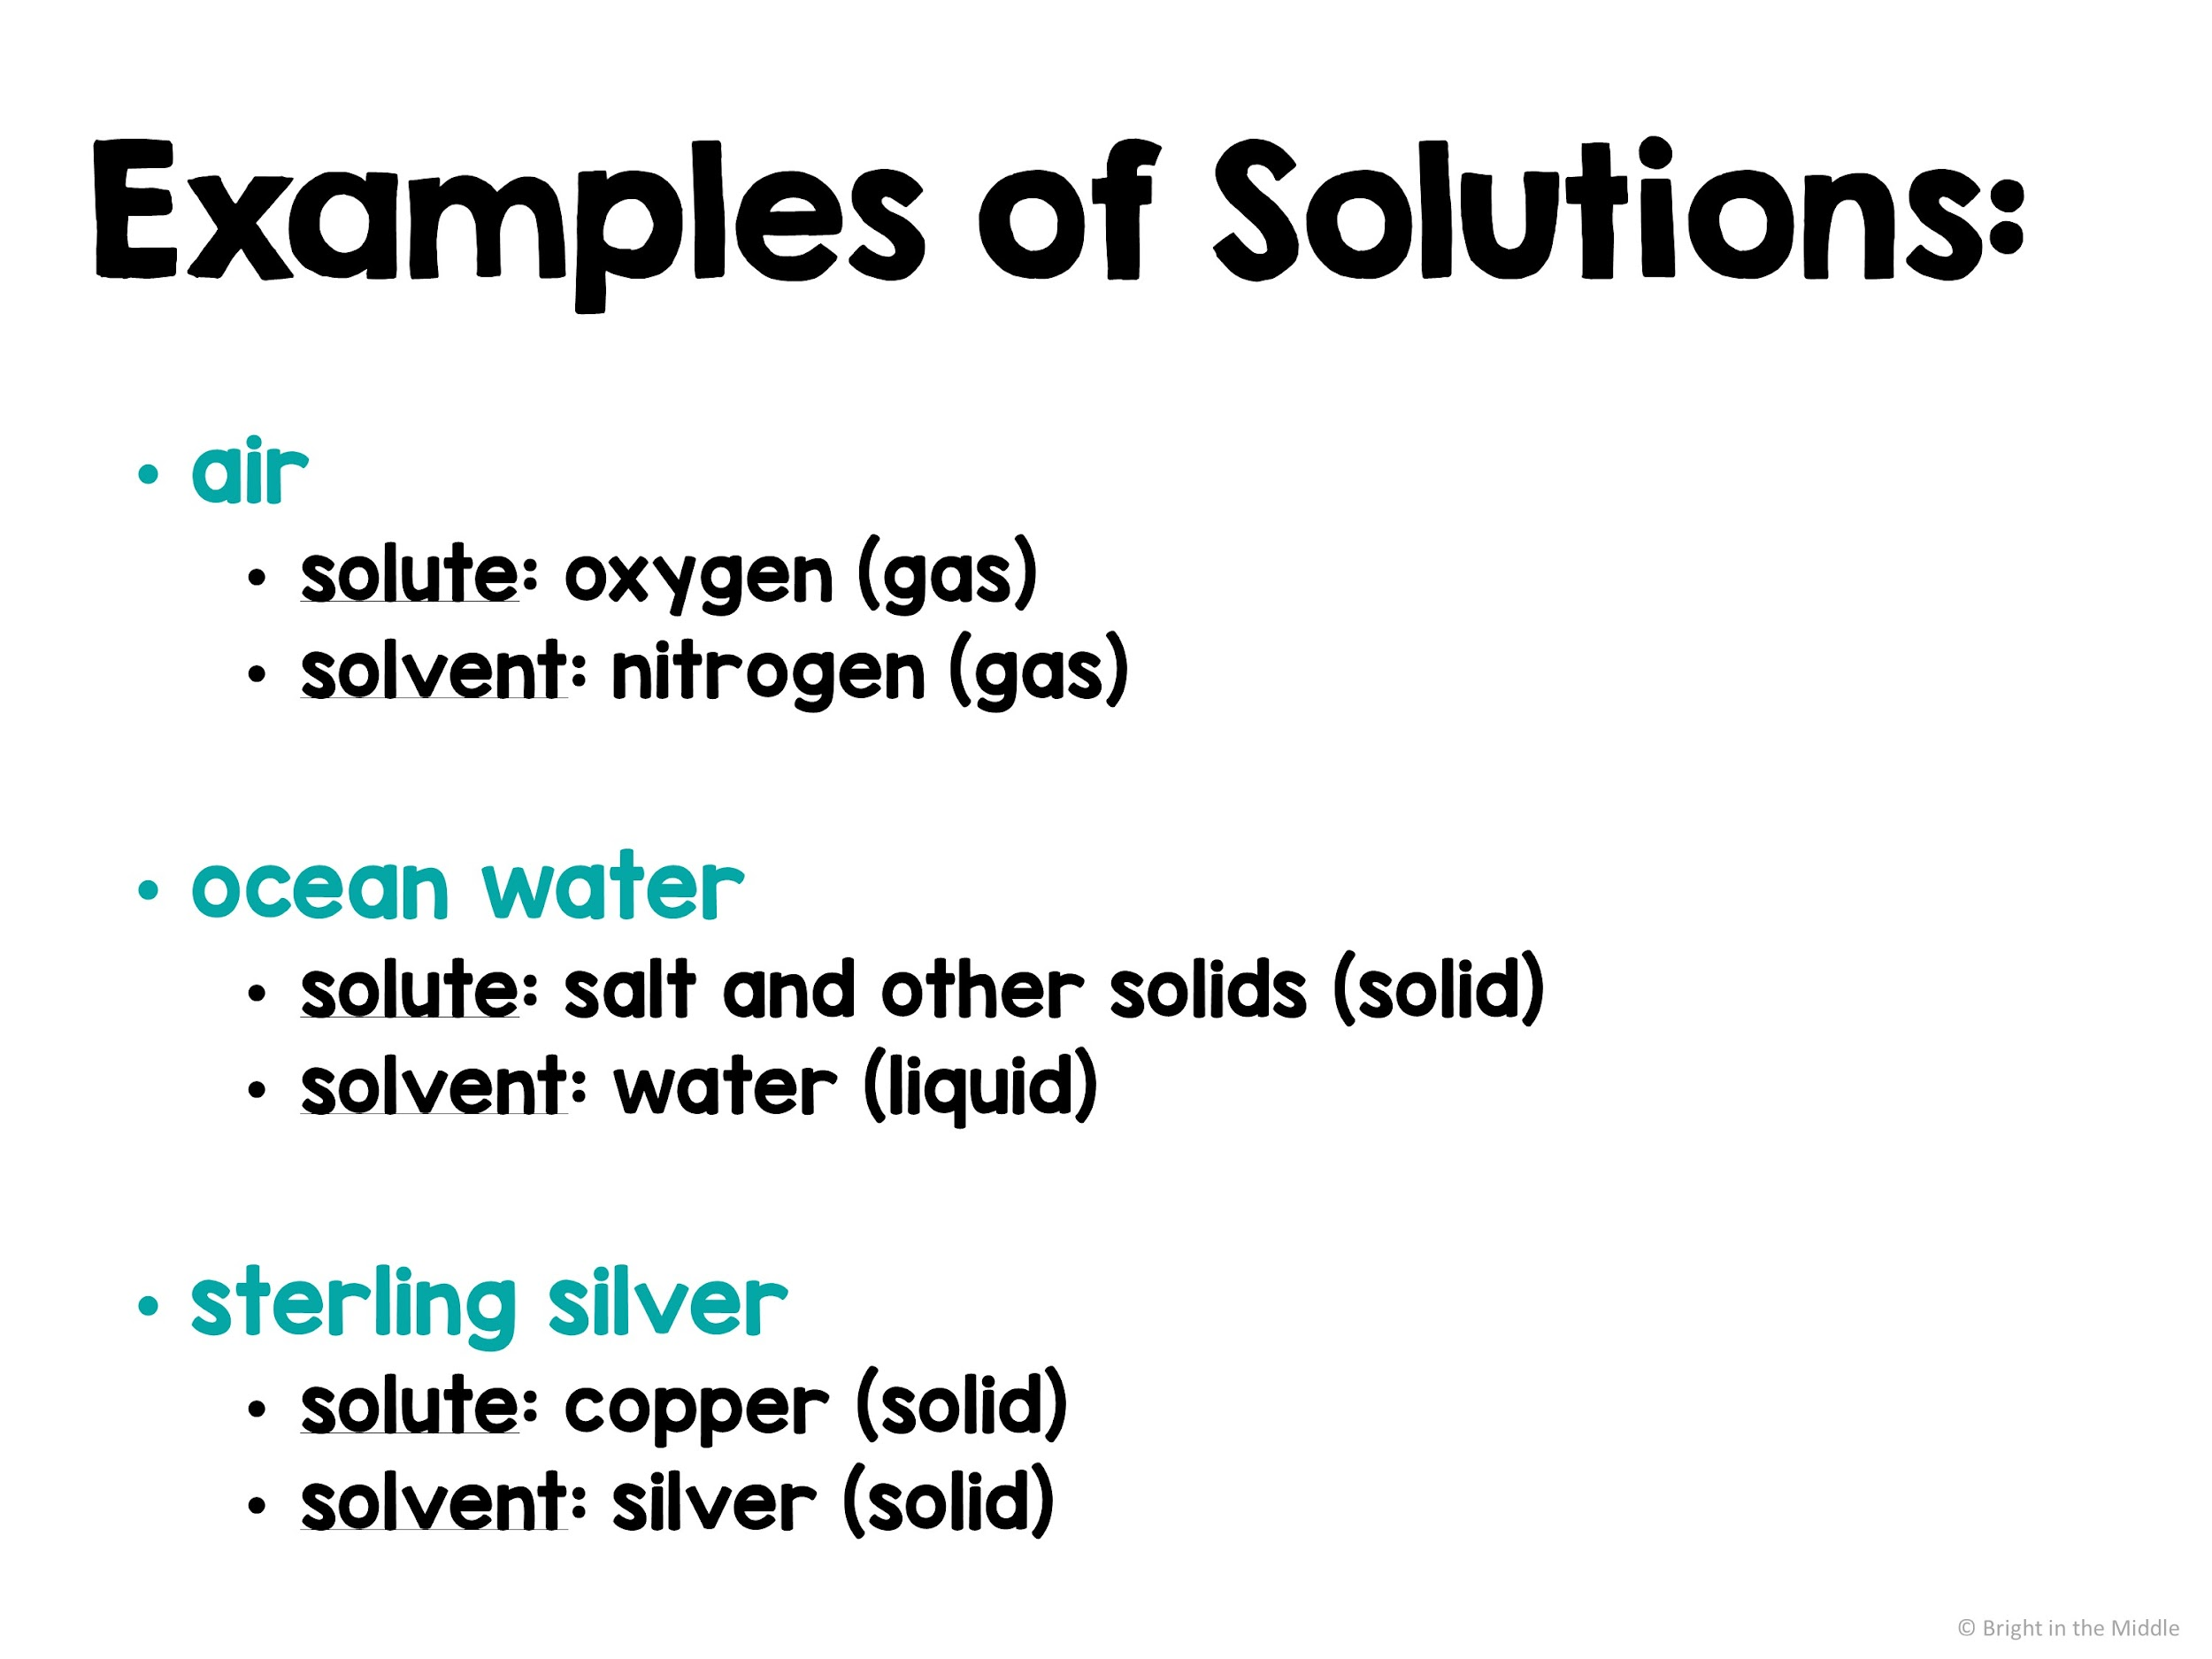 Examples of Solutions:
• air
• solute: oxygen (gas)
• solvent: nitrogen (gas)
• ocean water
• solute: salt and other solids (solid)
• solvent: water (liquid)
• sterling silver
• solute: copper (solid)
• solvent: silver (solid)
© Bright in the Middle